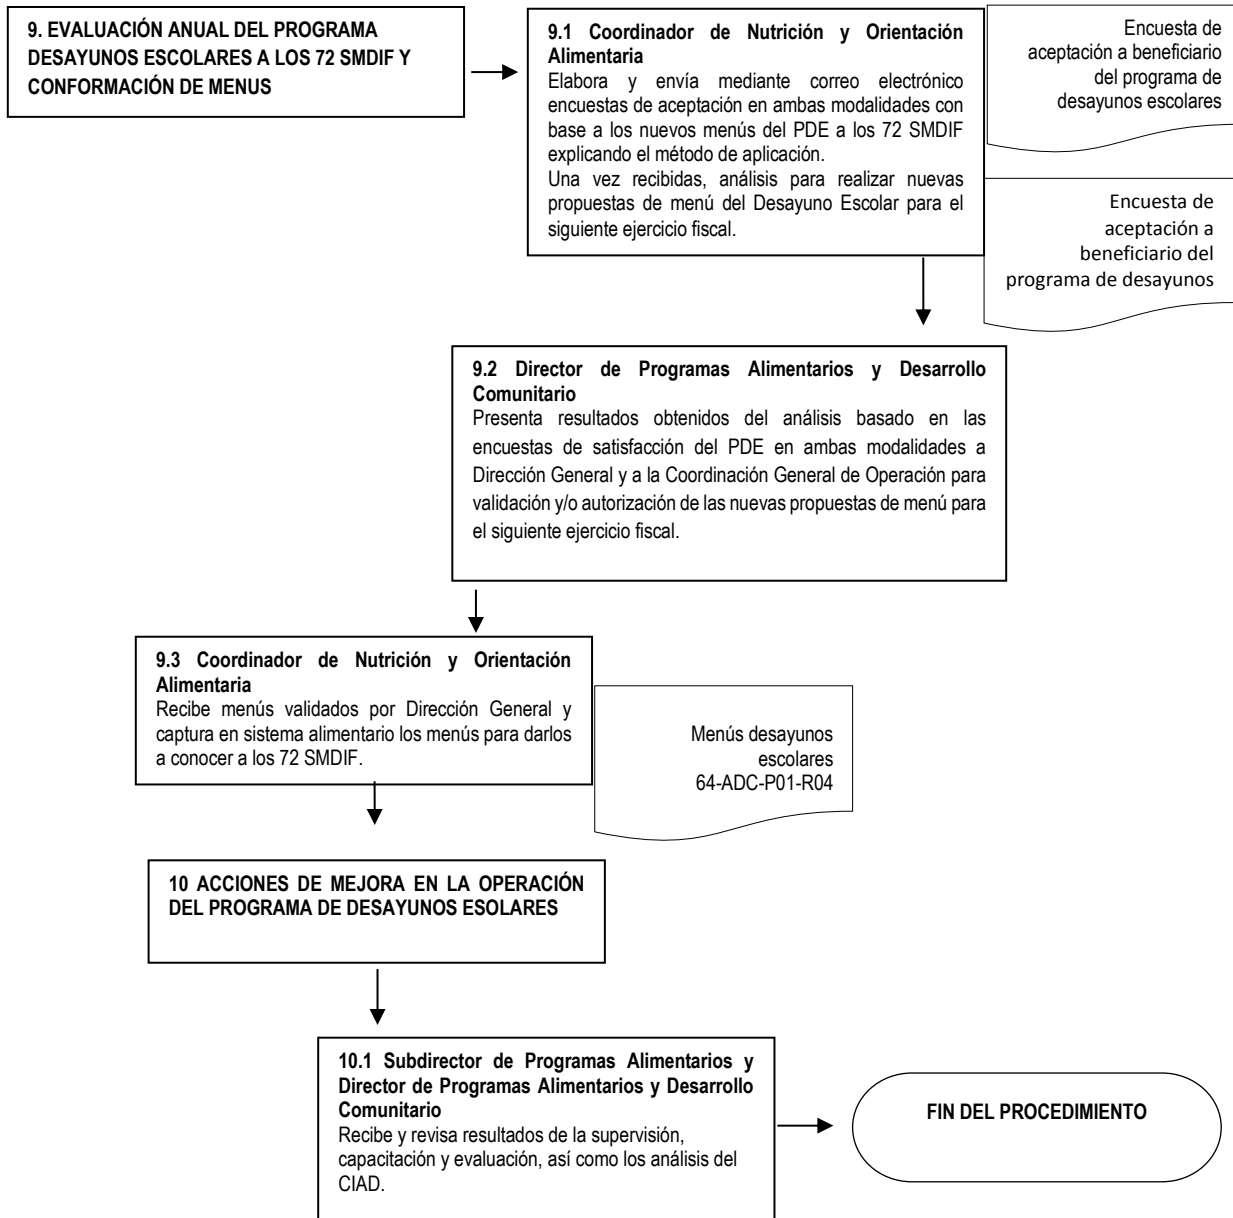 9. EVALUACIÓN ANUAL DEL PROGRAMA
DESAYUNOS ESCOLARES A LOS 72 SMDIF Y
CONFORMACIÓN DE MENUS
9.1 Coordinador de Nutrición y Orientación
Alimentaria
Elabora y envía mediante correo electrónico
encuestas de aceptación en ambas modalidades con
base a los nuevos menús del PDE a los 72 SMDIF
explicando el método de aplicación.
Una vez recibidas, análisis para realizar nuevas
propuestas de menú del Desayuno Escolar para el
siguiente ejercicio fiscal.
Encuesta de
aceptación a beneficiario
del programa de
desayunos escolares
Encuesta de
aceptación a
beneficiario del
programa de desayunos
9.2 Director de Programas Alimentarios y Desarrollo
Comunitario
Presenta resultados obtenidos del análisis basado en las
encuestas de satisfacción del PDE en ambas modalidades a
Dirección General y a la Coordinación General de Operación para
validación y/o autorización de las nuevas propuestas de menú para
el siguiente ejercicio fiscal.
9.3 Coordinador de Nutrición y Orientación
Alimentaria
Recibe menús validados por Dirección General y
captura en sistema alimentario los menús para darlos
a conocer a los 72 SMDIF.
Menús desayunos
escolares
64-ADC-P01-R04
10 ACCIONES DE MEJORA EN LA OPERACIÓN
DEL PROGRAMA DE DESAYUNOS ESOLARES
10.1 Subdirector de Programas Alimentarios y
Director de Programas Alimentarios y Desarrollo
Comunitario
Recibe y revisa resultados de la supervisión,
capacitación y evaluación, así como los análisis del
CIAD.
FIN DEL PROCEDIMIENTO